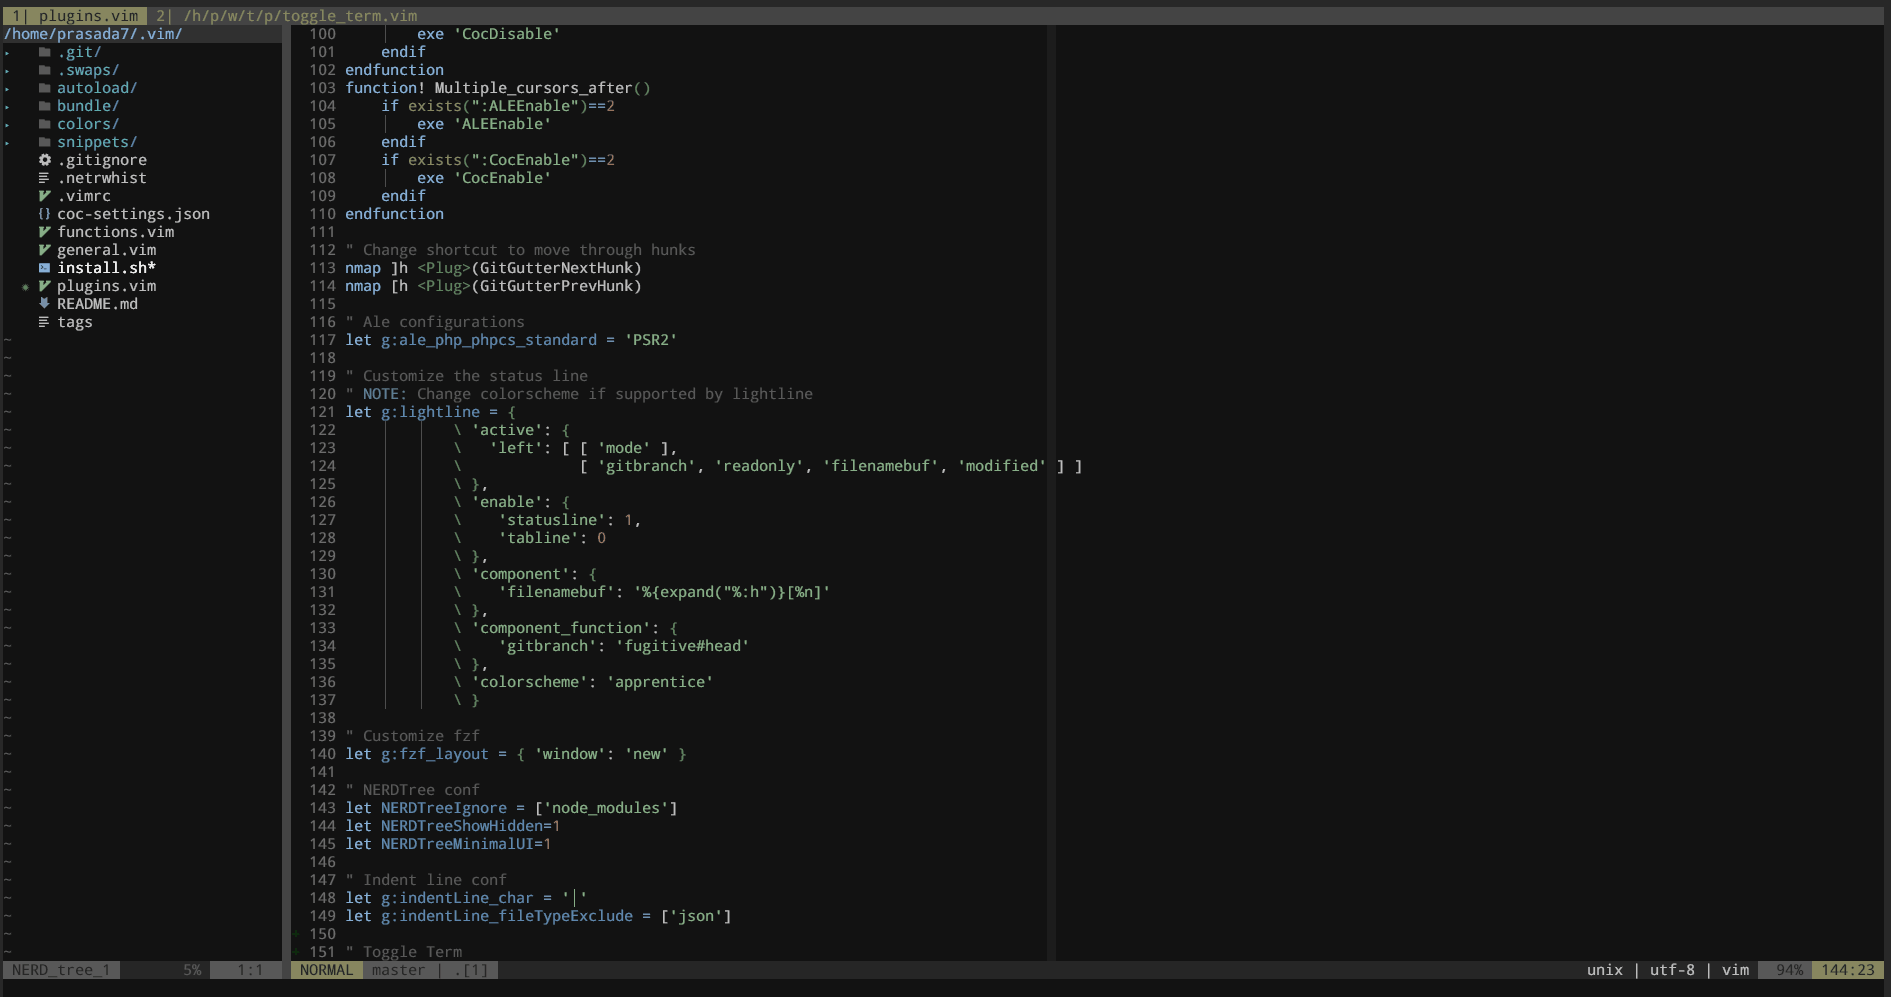 1| plugins.vim  2| /h/p/w/t/p/toggle_term.vim
/home/prasada7/.vim/
▸   .git/
▸   .swaps/
▸   autoload/
▸   bundle/
▸   colors/
▸   snippets/
.gitignore
.netrwhist
.vimrc
{} coc-settings.json
functions.vim
general.vim
install.sh*
plugins.vim
README.md
tags
100         exe 'CocDisable'
101     endif
102 endfunction
103 function! Multiple_cursors_after()
104     if exists(":ALEEnable")==2
105     |   exe 'ALEEnable'
106     endif
107     if exists(":CocEnable")==2
108     |   exe 'CocEnable'
109     endif
110 endfunction
111
112 " Change shortcut to move through hunks
113 nmap ]h <Plug>(GitGutterNextHunk)
114 nmap [h <Plug>(GitGutterPrevHunk)
115
116 " Ale configurations
117 let g:ale_php_phpcs_standard = 'PSR2'
118
119 " Customize the status line
120 " NOTE: Change colorscheme if supported by lightline
121 let g:lightline = {
122             \ 'active': {
123             \   'left': [ [ 'mode' ],
124             \             [ 'gitbranch', 'readonly', 'filenamebuf', 'modified' ] ]
125             \ },
126             \ 'enable': {
127             \    'statusline': 1,
128             \    'tabline': 0
129             \ },
130             \ 'component': {
131             \    'filenamebuf': '%{expand("%:h")}[%n]'
132             \ },
133             \ 'component_function': {
134             \    'gitbranch': 'fugitive#head'
135             \ },
136             \ 'colorscheme': 'apprentice'
137             \ }
138
139 " Customize fzf
140 let g:fzf_layout = { 'window': 'new' }
141
142 " NERDTree conf
143 let NERDTreeIgnore = ['node_modules']
144 let NERDTreeShowHidden=1
145 let NERDTreeMinimalUI=1
146
147 " Indent line conf
148 let g:indentLine_char = '|'
149 let g:indentLine_fileTypeExclude = ['json']
150
151 " Toggle Term
NERD_tree_1  5%  1:1  NORMAL  master | .[1]  unix | utf-8 | vim  94%  144:23